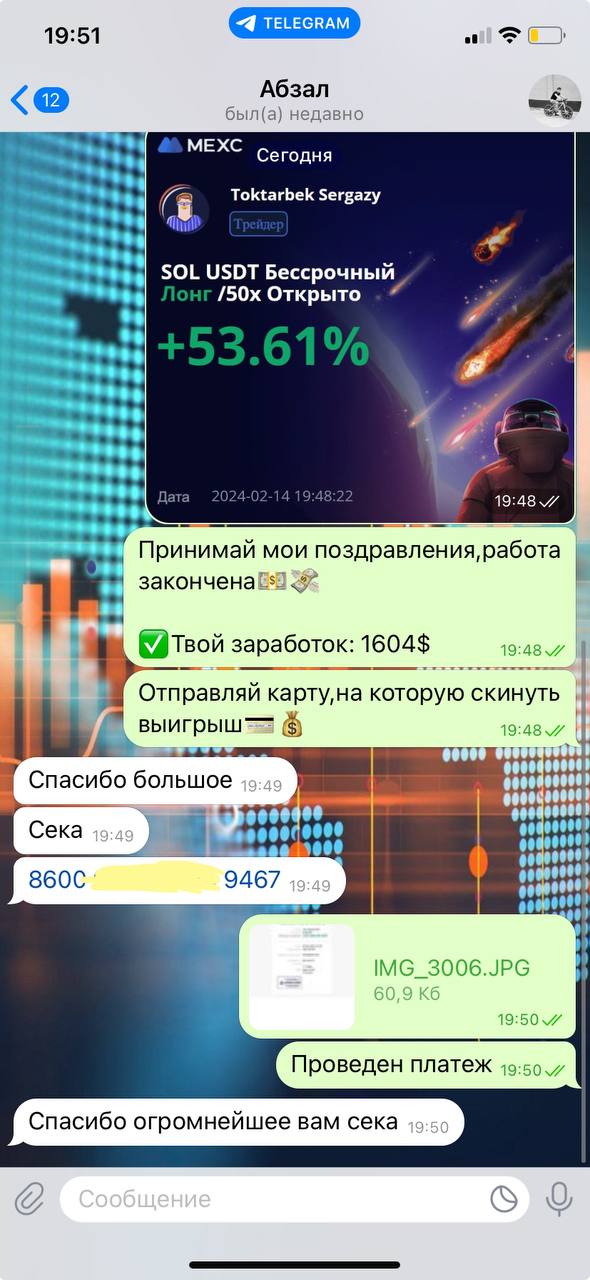 19:51
TELEGRAM
12
Абзал
был(а) недавно
MEXC
Сегодня
Toktarbek Sergazy
Трейдер
SOL USDT Бессрочный
Лонг /50x Открыто
+53.61%
Дата 2024-02-14 19:48:22
19:48
Принимай мои поздравления,работа
закончена💵💸
✅Твой заработок: 1604$
19:48
Отправляй карту,на которую скинуть
выигрыш💳 💰
19:48
Спасибо большое 19:49
Сека 19:49
8600 9467 19:49
IMG_3006.JPG
60,9 Кб
19:50
Проведен платеж 19:50
Спасибо огромнейшее вам сека 19:50
Сообщение